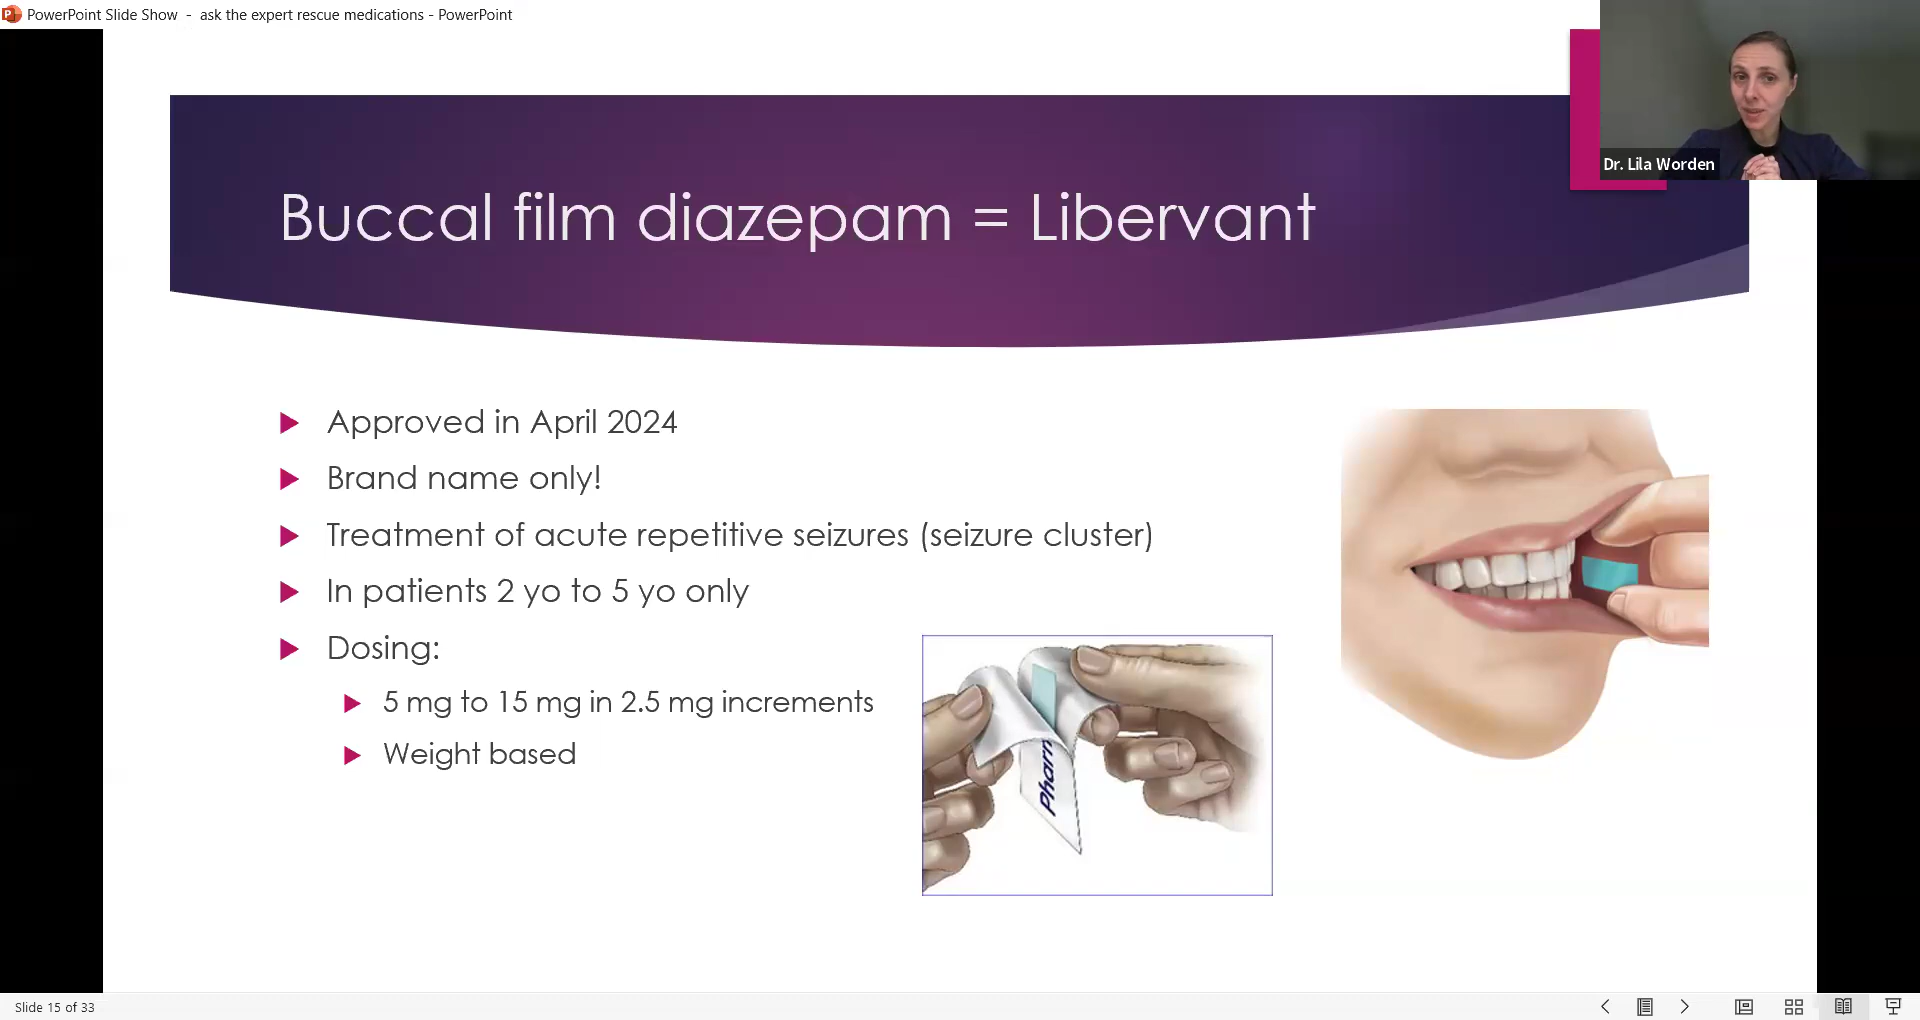 PowerPoint Slide Show - ask the expert rescue medications - PowerPoint
Dr. Lila Worden
Buccal film diazepam = Libervant
Approved in April 2024
Brand name only!
Treatment of acute repetitive seizures (seizure cluster)
In patients 2 yo to 5 yo only
Dosing:
5 mg to 15 mg in 2.5 mg increments
Weight based
Pharm
Slide 15 of 33